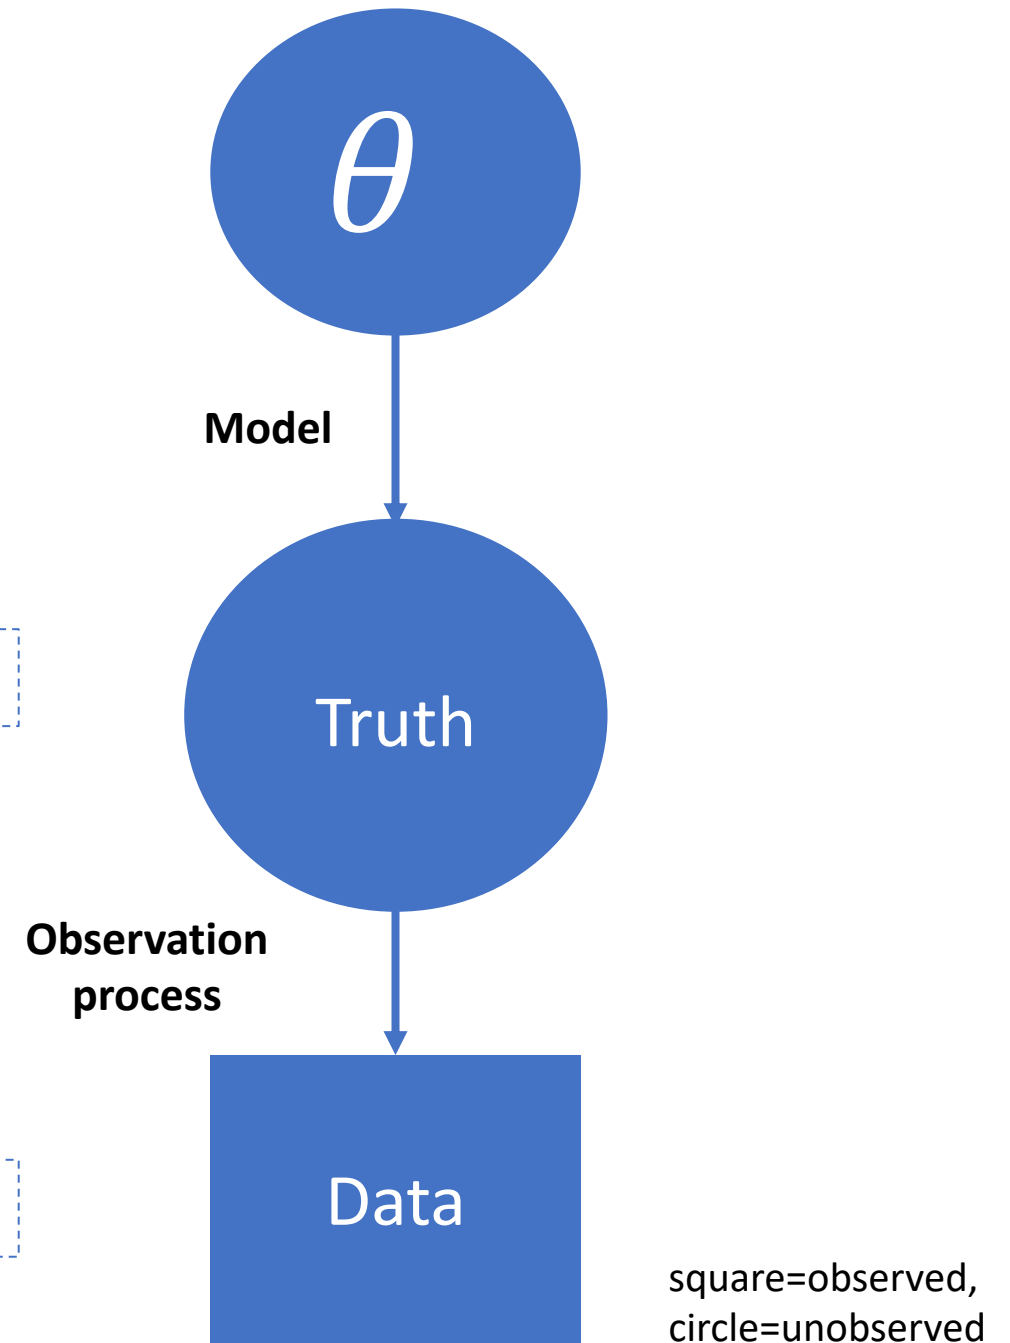 θ
Model
Truth
Observation
process
Data
square=observed,
circle=unobserved